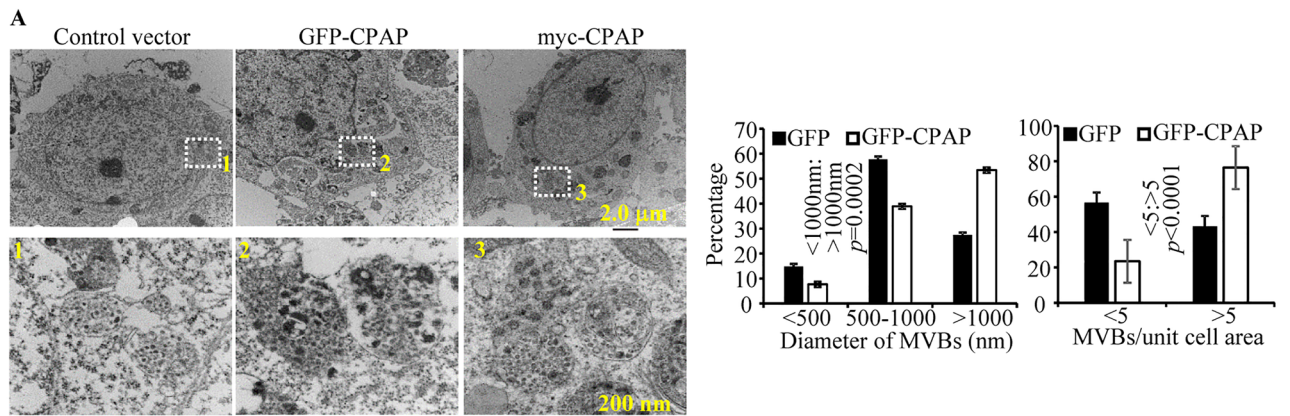 A
Control vector
GFP-CPAP
myc-CPAP
1
2
3
2.0 μm
1
2
3
200 nm
Percentage
70
60
50
40
30
20
10
0
GFP
GFP-CPAP
<1000nm:
>1000nm
p=0.0002
<500
500-1000
>1000
Diameter of MVBs (nm)
100
80
60
40
20
0
GFP
GFP-CPAP
<5:>5
p<0.0001
<5
>5
MVBs/unit cell area